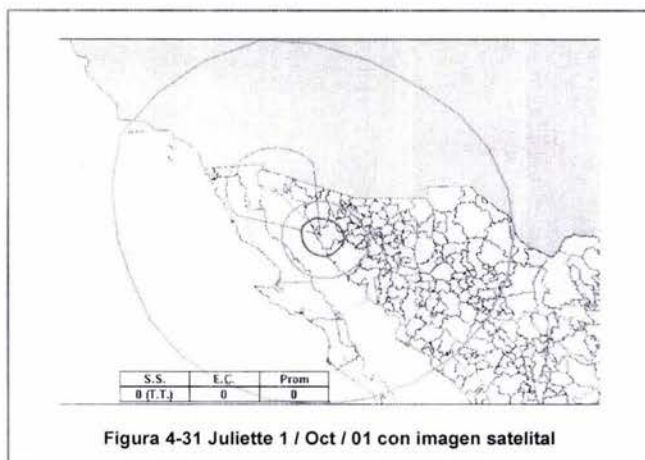 S.S. E.C. Prom
0 (T.T.) 0 0
Figura 4-31 Juliette 1 / Oct / 01 con imagen satelital